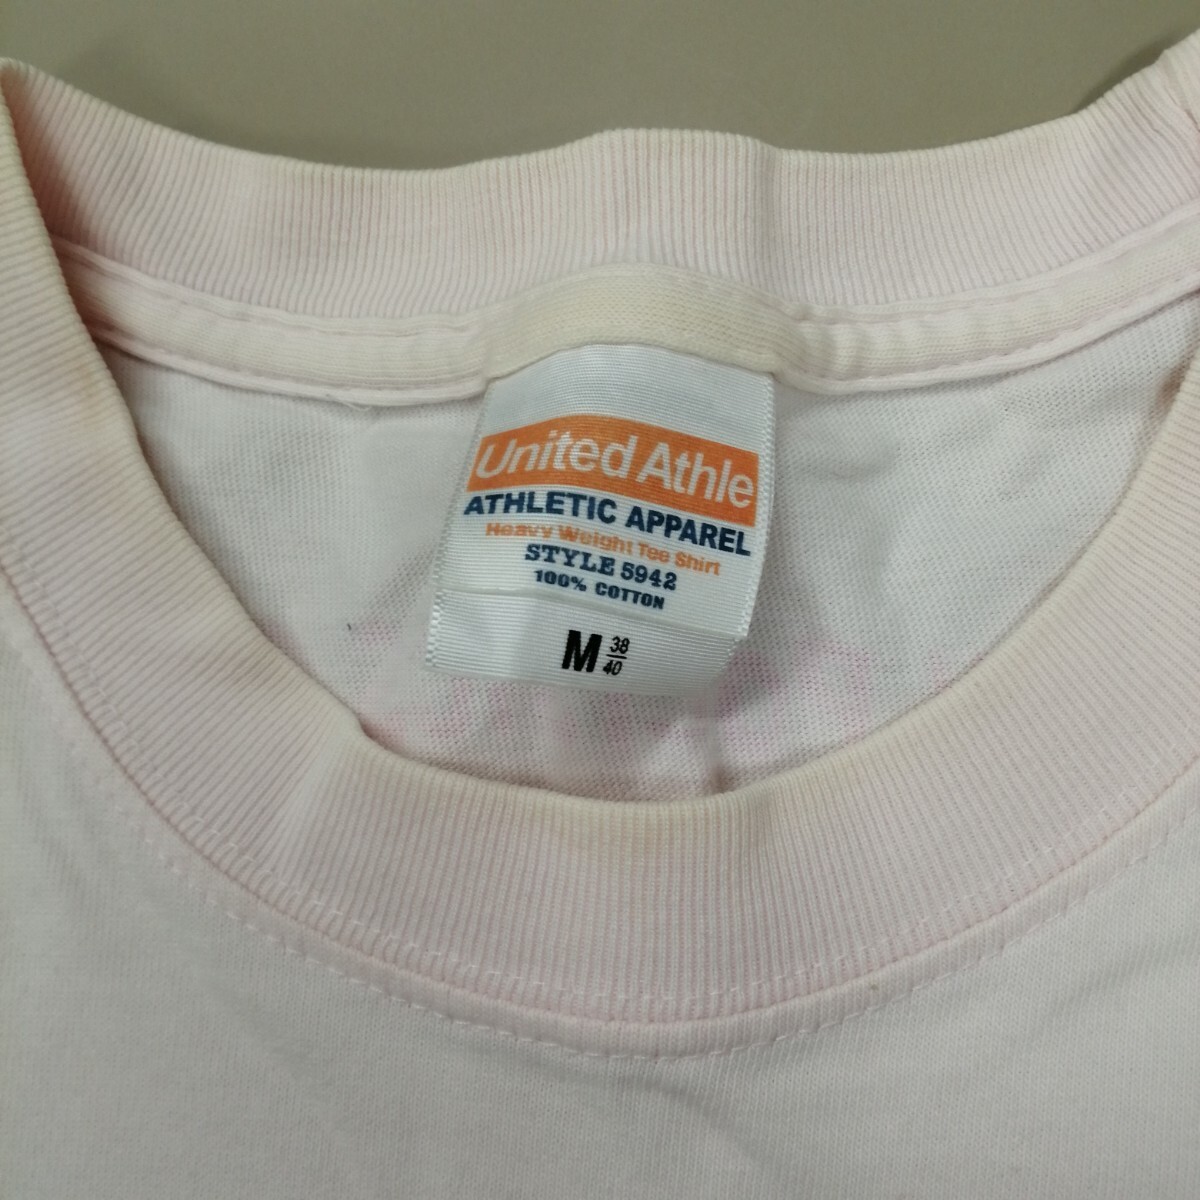 United Athle
ATHLETIC APPAREL
Heavy Weight Tee Shirt
STYLE 5942
100% COTTON
M 38/40